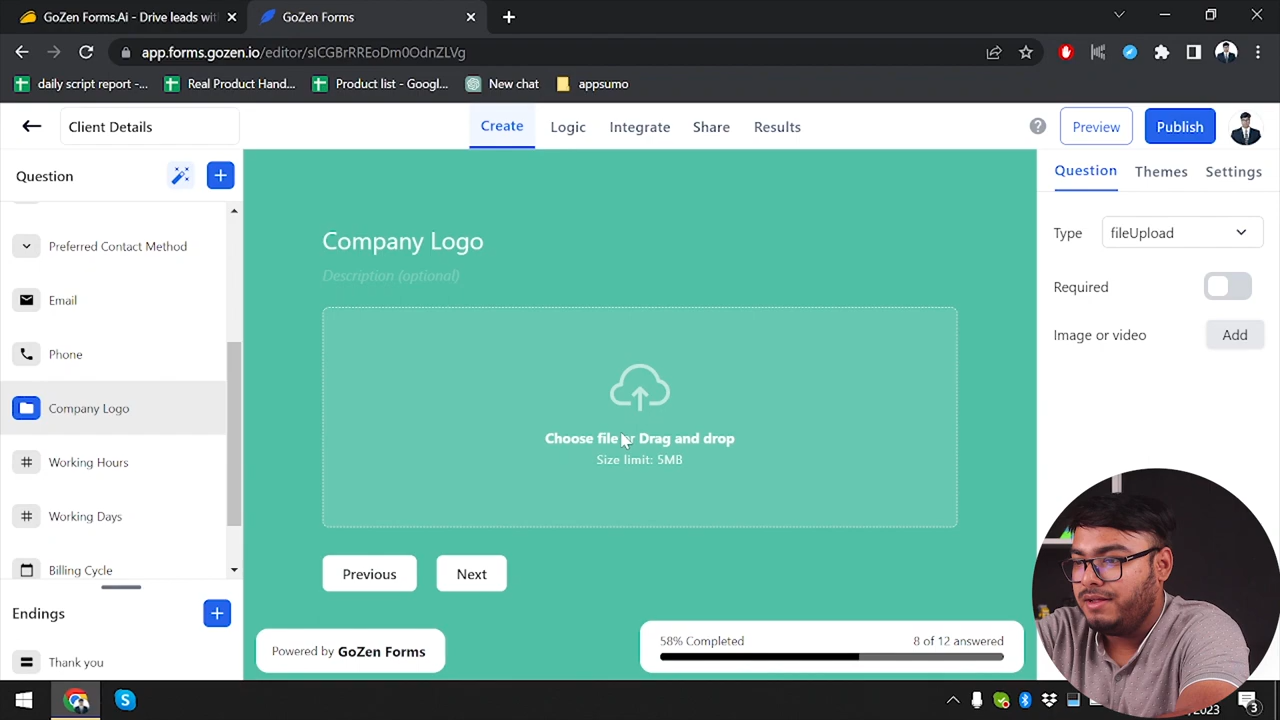 GoZen Forms.Ai - Drive leads wit
GoZen Forms
app.forms.gozen.io/editor/slCGBrRREoDm0OdnZLVg
daily script report -...
Real Product Hand...
Product list - Googl...
New chat
appsumo
Client Details
Create
Logic
Integrate
Share
Results
Preview
Publish
Question
Question
Themes
Settings
Preferred Contact Method
Email
Phone
Company Logo
Working Hours
Working Days
Billing Cycle
Endings
Thank you
Company Logo
Description (optional)
Choose file or Drag and drop
Size limit: 5MB
Previous
Next
Powered by GoZen Forms
58% Completed
8 of 12 answered
Type
fileUpload
Required
Image or video
Add
3